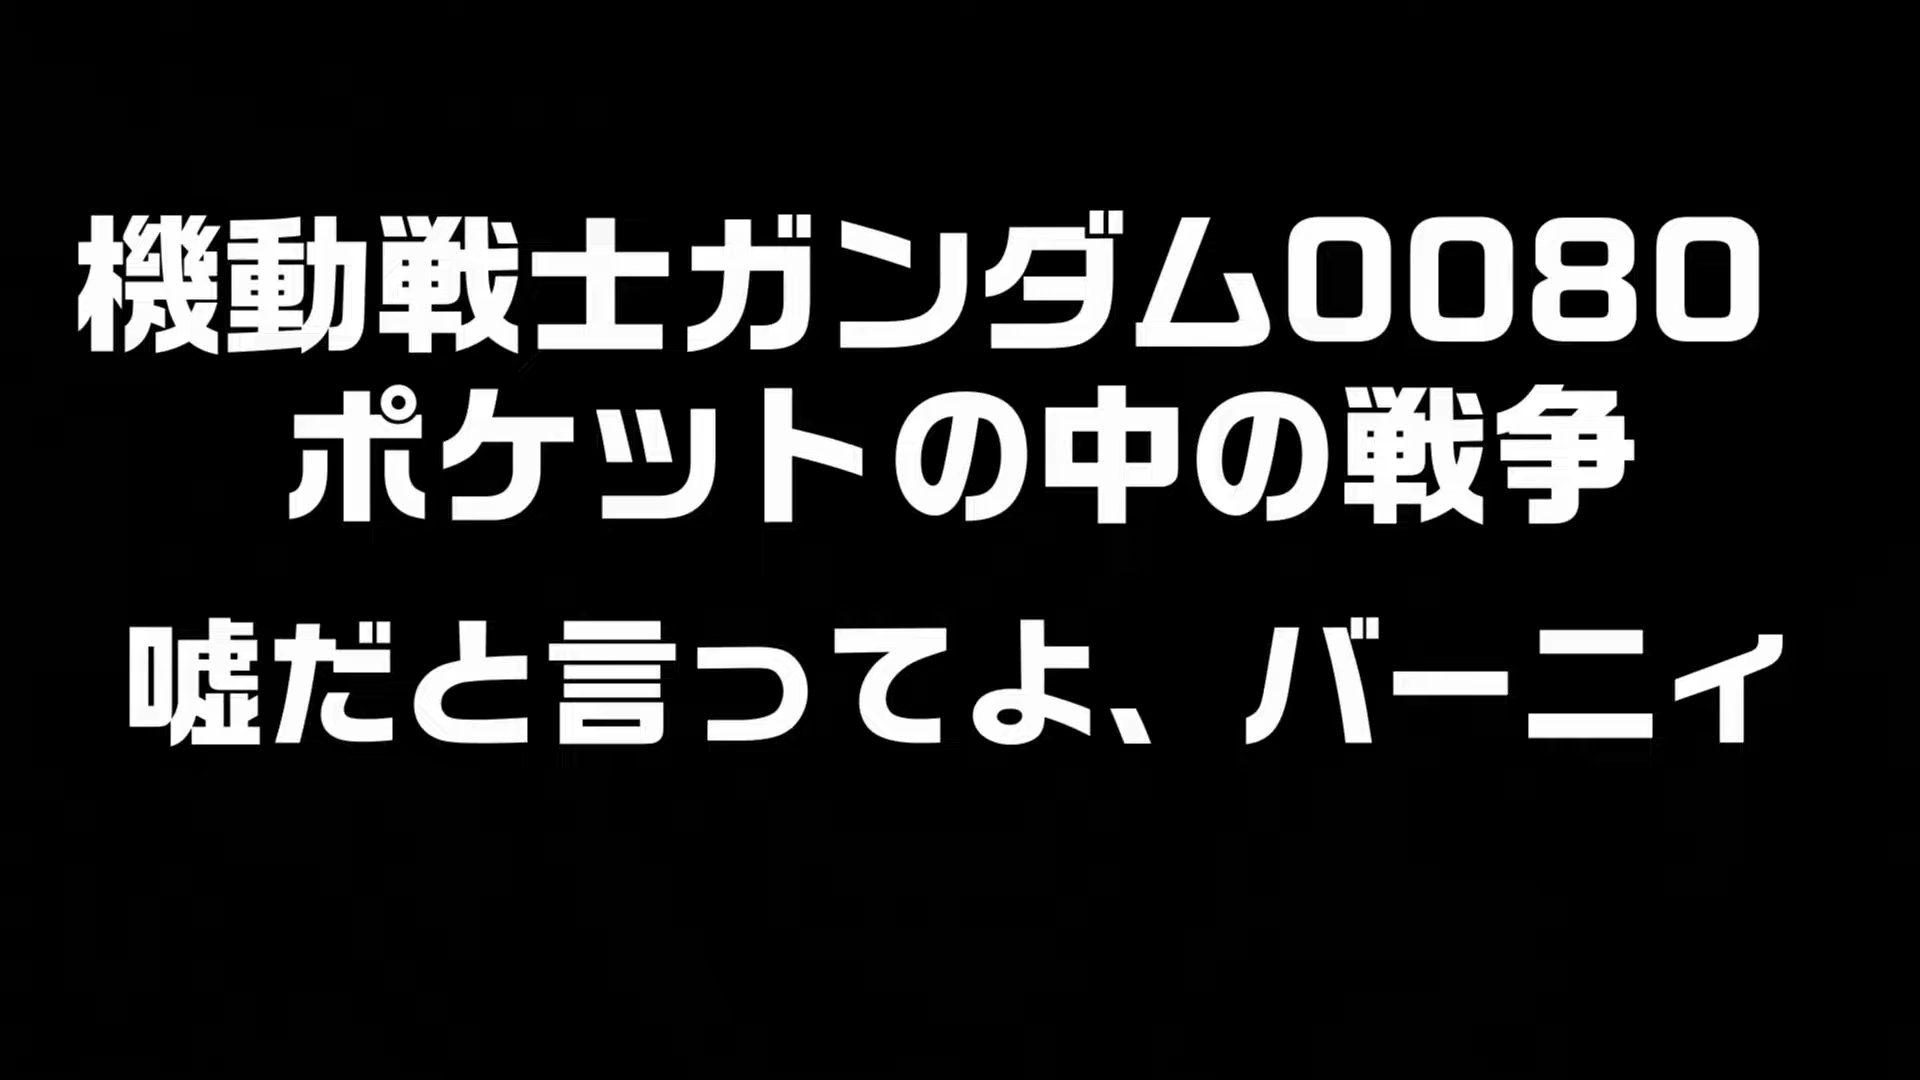 機動戦士ガンダム0080
ポケットの中の戦争
嘘だと言ってよ、バーニィ